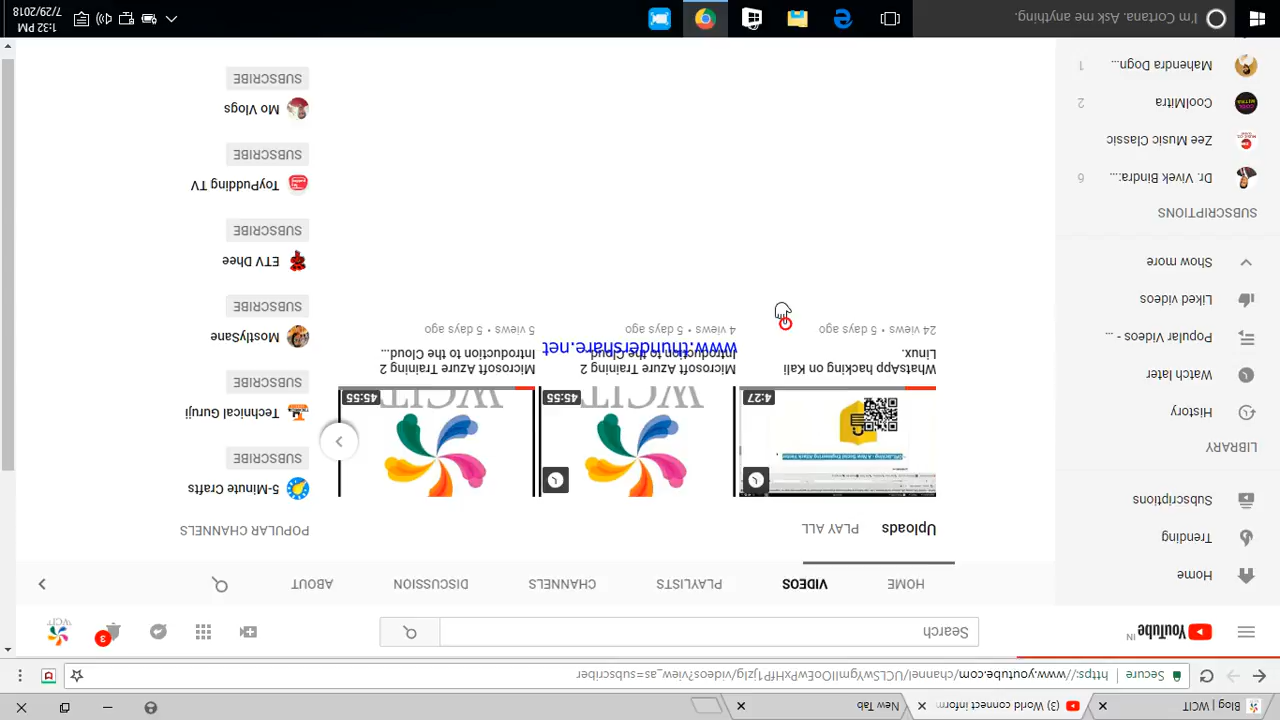 Blog | WCIT
(3) World connect inform
New Tab
Secure
https://www.youtube.com/channel/UCLSWyMgmIIOoEwPxHfP1jzlg/videos?view_as=subscriber
YouTube IN
Search
3
WCIT
HOME
VIDEOS
PLAYLISTS
CHANNELS
DISCUSSION
ABOUT
Home
Trending
Subscriptions
LIBRARY
History
Watch later
Popular Videos - ...
Liked videos
Show more
SUBSCRIPTIONS
Dr. Vivek Bindra:... 6
Zee Music Classic
CoolMitra 2
Mahendra Dogn... 1
Uploads PLAY ALL
4:27
WhatsApp hacking on Kali
Linux.
24 views • 5 days ago
WCIT
45:55
Microsoft Azure Training 2
Introduction to the Cloud
4 views • 5 days ago
WCIT
45:55
Microsoft Azure Training 2
Introduction to the Cloud...
5 views • 5 days ago
www.thundershare.net
POPULAR CHANNELS
5-Minute Crafts
SUBSCRIBE
Technical Guruji
SUBSCRIBE
MostlySane
SUBSCRIBE
ETV Dhee
SUBSCRIBE
ToyPudding TV
SUBSCRIBE
Mo Vlogs
SUBSCRIBE
I'm Cortana. Ask me anything.
1:32 PM
7/29/2018